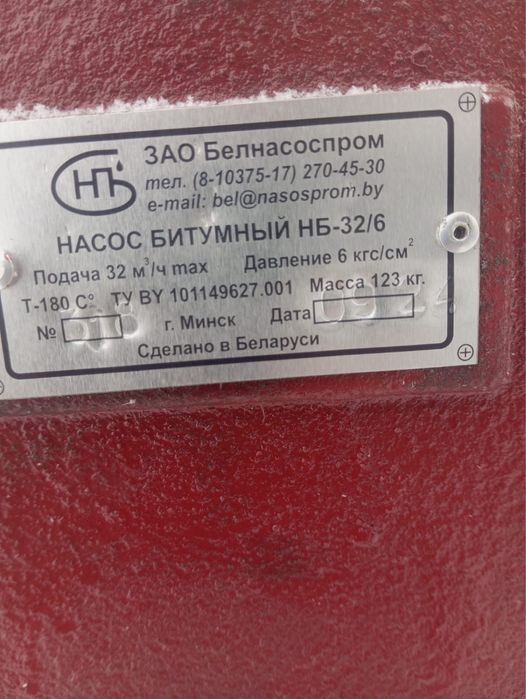 НП
ЗАО Белнасоспром
тел. (8-10375-17) 270-45-30
e-mail: bel@nasosprom.by
НАСОС БИТУМНЫЙ НБ-32/6
Подача 32 м³/ч max Давление 6 кгс/см²
Т-180 С° ТУ BY 101149627.001 Масса 123 кг.
№ г. Минск Дата
Сделано в Беларуси